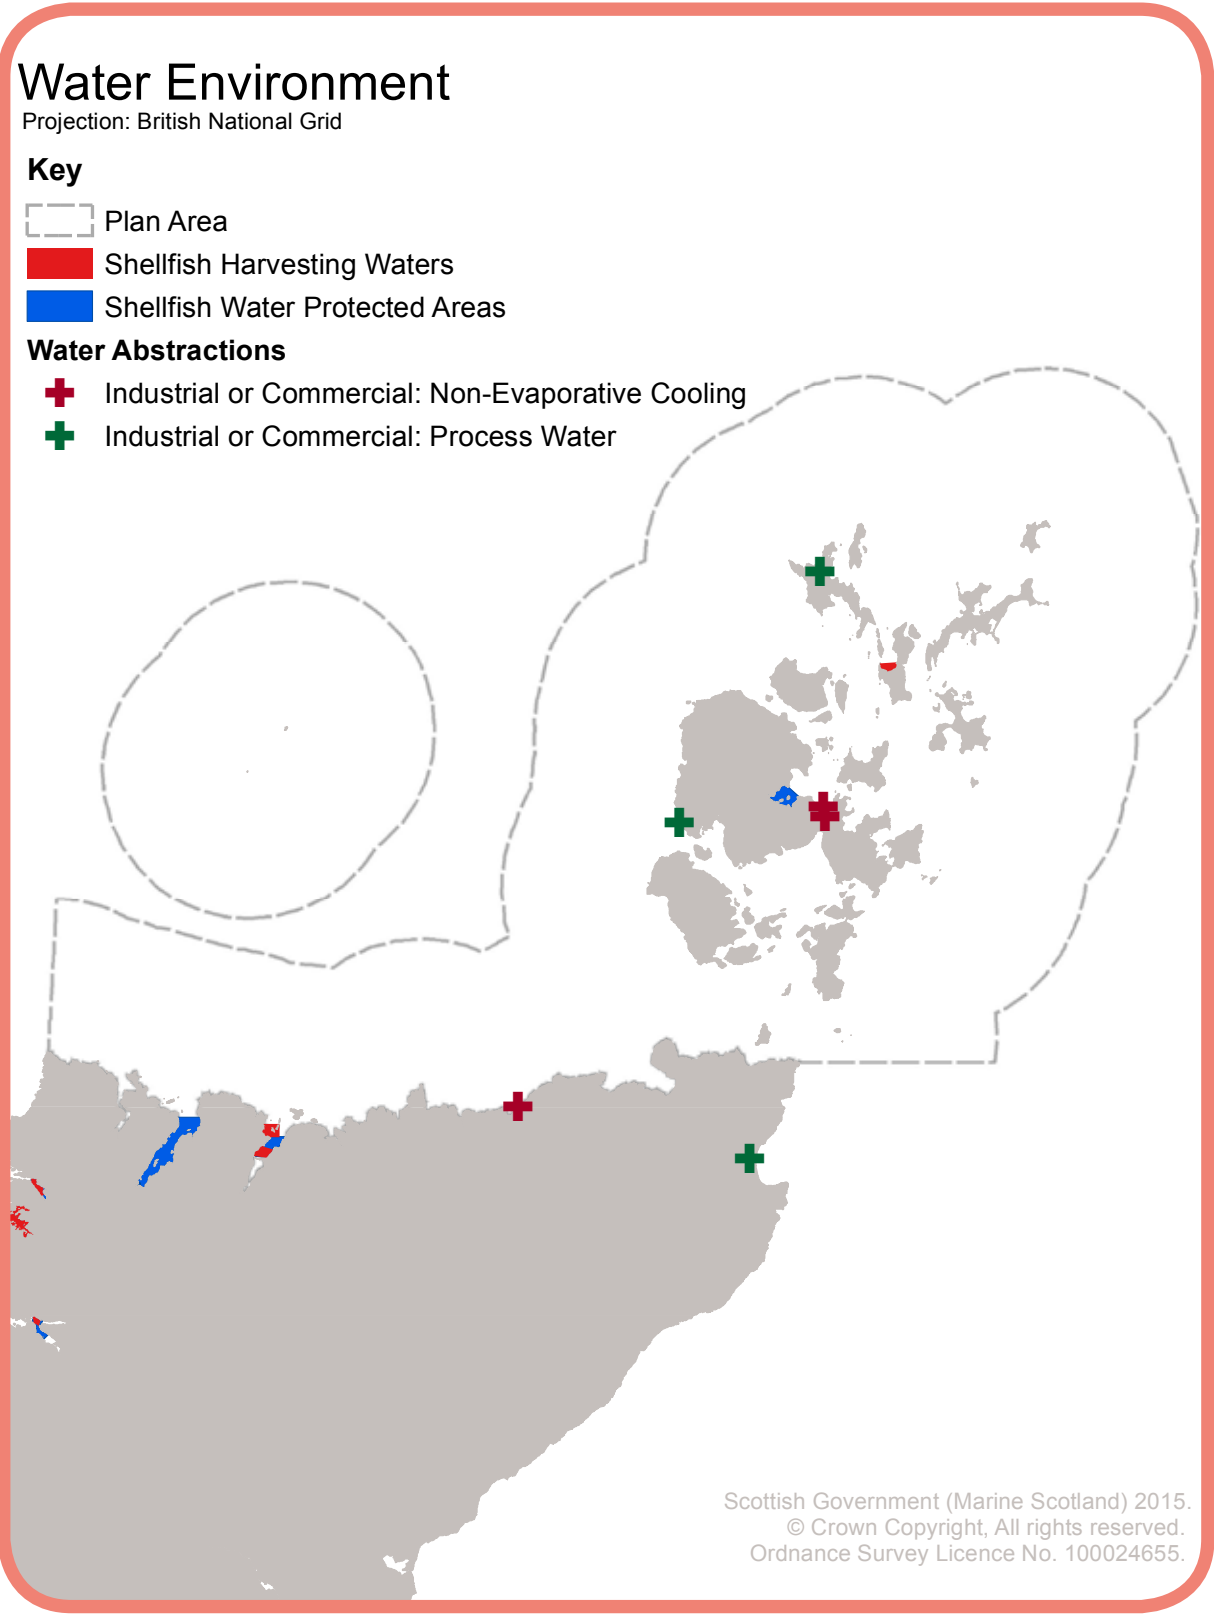 Water Environment
Projection: British National Grid
Key
Plan Area
Shellfish Harvesting Waters
Shellfish Water Protected Areas
Water Abstractions
Industrial or Commercial: Non-Evaporative Cooling
Industrial or Commercial: Process Water
Scottish Government (Marine Scotland) 2015.
© Crown Copyright, All rights reserved.
Ordnance Survey Licence No. 100024655.